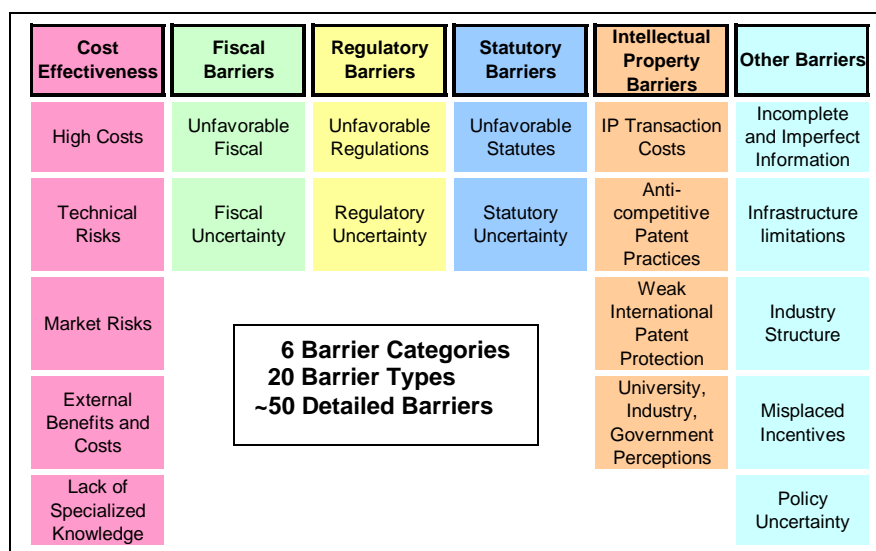 Cost
Effectiveness
Fiscal
Barriers
Regulatory
Barriers
Statutory
Barriers
Intellectual
Property
Barriers
Other Barriers
High Costs
Unfavorable
Fiscal
Unfavorable
Regulations
Unfavorable
Statutes
IP Transaction
Costs
Incomplete
and Imperfect
Information
Technical
Risks
Fiscal
Uncertainty
Regulatory
Uncertainty
Statutory
Uncertainty
Anti-
competitive
Patent
Practices
Infrastructure
limitations
Market Risks
Weak
International
Patent
Protection
Industry
Structure
6 Barrier Categories
20 Barrier Types
~50 Detailed Barriers
External
Benefits and
Costs
University,
Industry,
Government
Perceptions
Misplaced
Incentives
Lack of
Specialized
Knowledge
Policy
Uncertainty